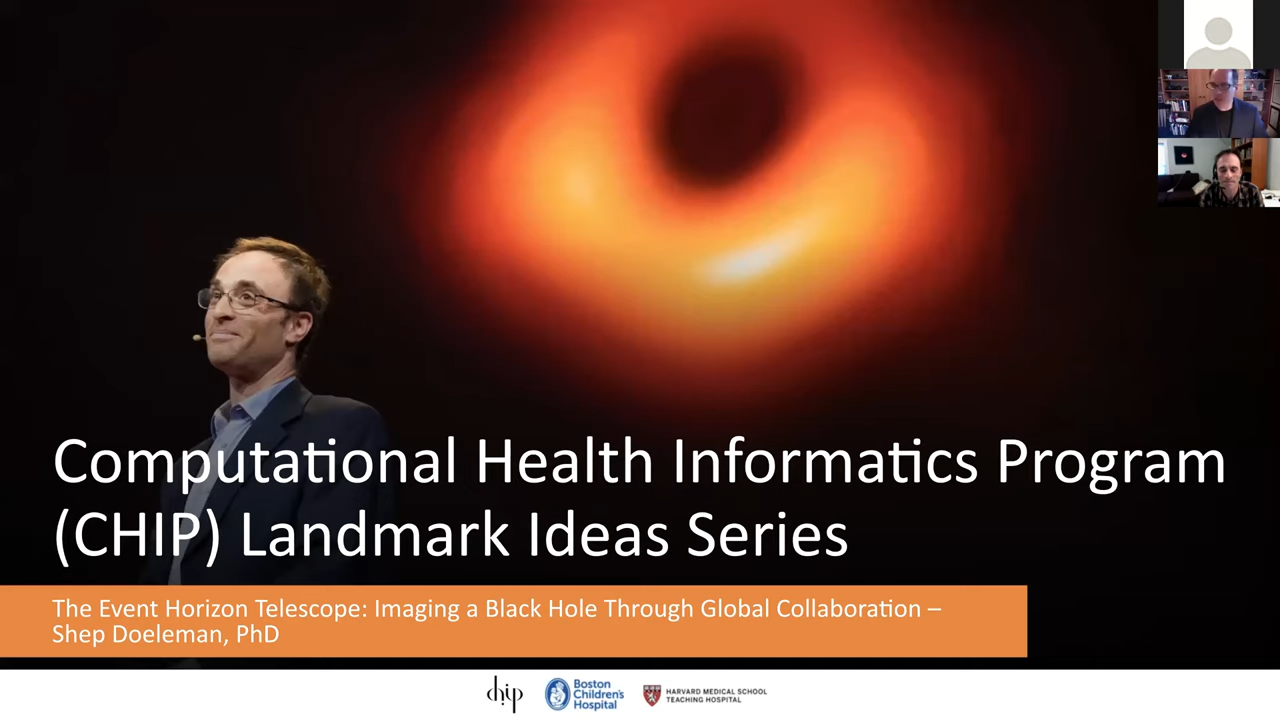 Computational Health Informatics Program
(CHIP) Landmark Ideas Series
The Event Horizon Telescope: Imaging a Black Hole Through Global Collaboration –
Shep Doeleman, PhD
chip
Boston
Children's
Hospital
HARVARD MEDICAL SCHOOL
TEACHING HOSPITAL